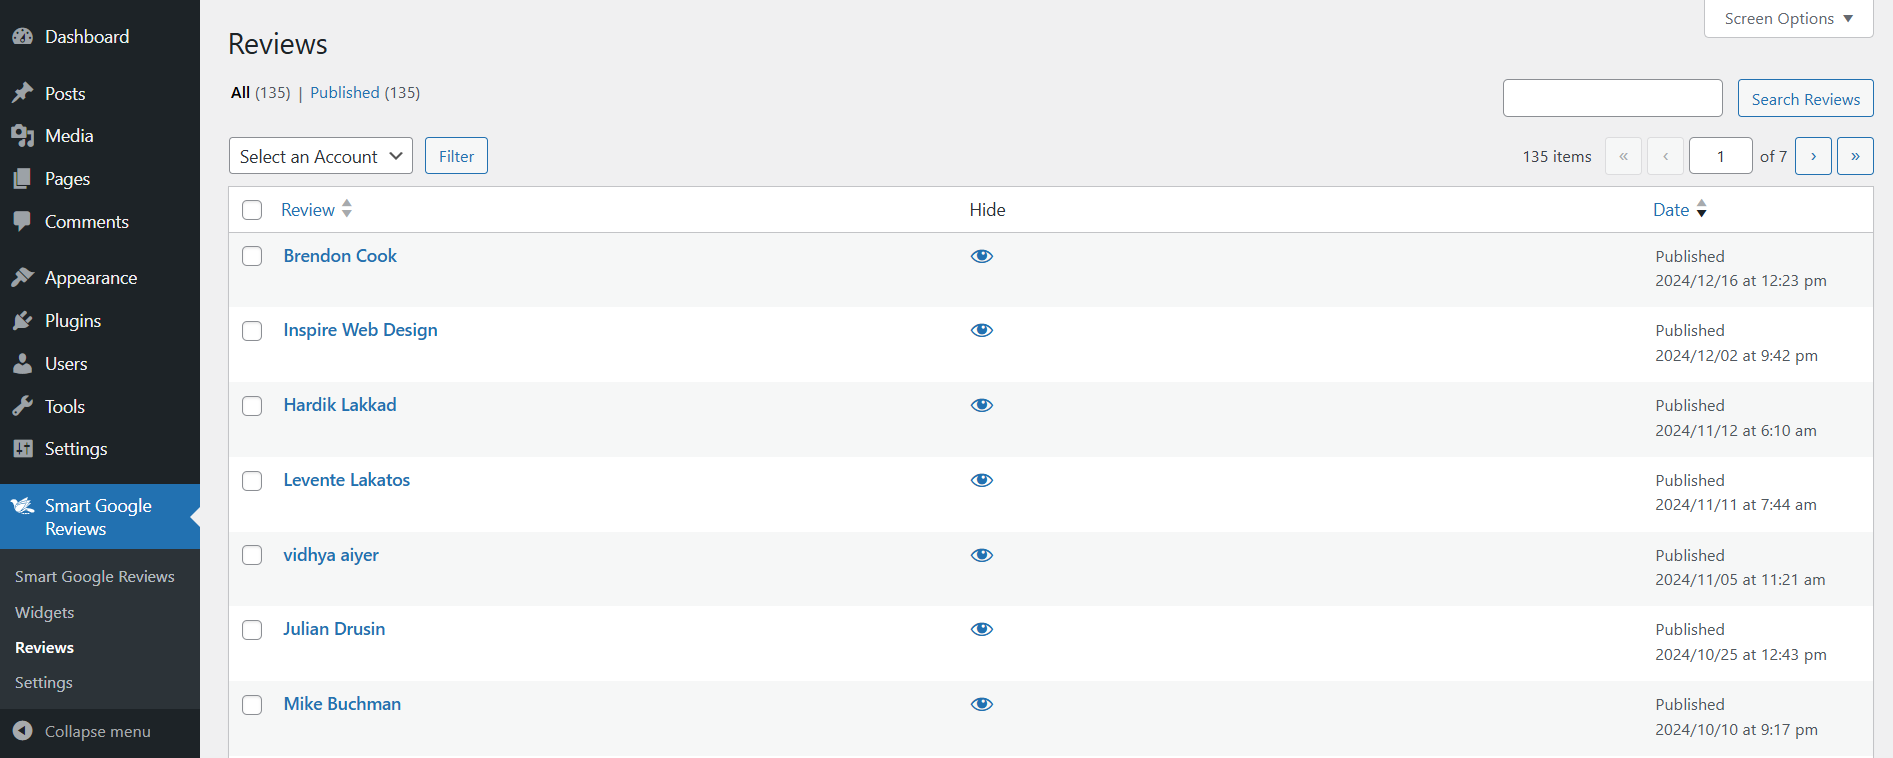 Dashboard
Posts
Media
Pages
Comments
Appearance
Plugins
Users
Tools
Settings
Smart Google
Reviews
Smart Google Reviews
Widgets
Reviews
Settings
Collapse menu
Screen Options ▼
Reviews
All (135) | Published (135)
Search Reviews
Select an Account
Filter
135 items « ‹ 1 of 7 › »
Review Hide Date
Brendon Cook
Published
2024/12/16 at 12:23 pm
Inspire Web Design
Published
2024/12/02 at 9:42 pm
Hardik Lakkad
Published
2024/11/12 at 6:10 am
Levente Lakatos
Published
2024/11/11 at 7:44 am
vidhya aiyer
Published
2024/11/05 at 11:21 am
Julian Drusin
Published
2024/10/25 at 12:43 pm
Mike Buchman
Published
2024/10/10 at 9:17 pm